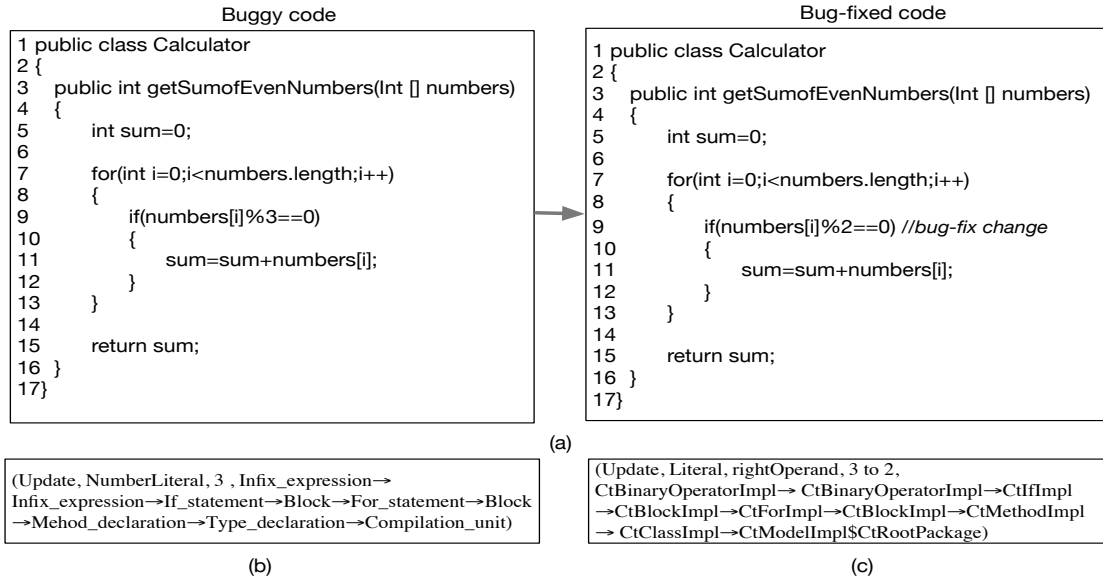 Buggy code
1 public class Calculator
2 {
3 public int getSumofEvenNumbers(Int [] numbers)
4 {
5 int sum=0;
6
7 for(int i=0;i<numbers.length;i++)
8 {
9 if(numbers[i]%3==0)
10 {
11 sum=sum+numbers[i];
12 }
13 }
14
15 return sum;
16 }
17}
Bug-fixed code
1 public class Calculator
2 {
3 public int getSumofEvenNumbers(Int [] numbers)
4 {
5 int sum=0;
6
7 for(int i=0;i<numbers.length;i++)
8 {
9 if(numbers[i]%2==0) //bug-fix change
10 {
11 sum=sum+numbers[i];
12 }
13 }
14
15 return sum;
16 }
17}
(a)
(Update, NumberLiteral, 3 , Infix_expression→
Infix_expression→If_statement→Block→For_statement→Block
→Mehod_declaration→Type_declaration→Compilation_unit)
(b)
(Update, Literal, rightOperand, 3 to 2,
CtBinaryOperatorImpl→ CtBinaryOperatorImpl→CtIfImpl
→CtBlockImpl→CtForImpl→CtBlockImpl→CtMethodImpl
→ CtClassImpl→CtModelImpl$CtRootPackage)
(c)